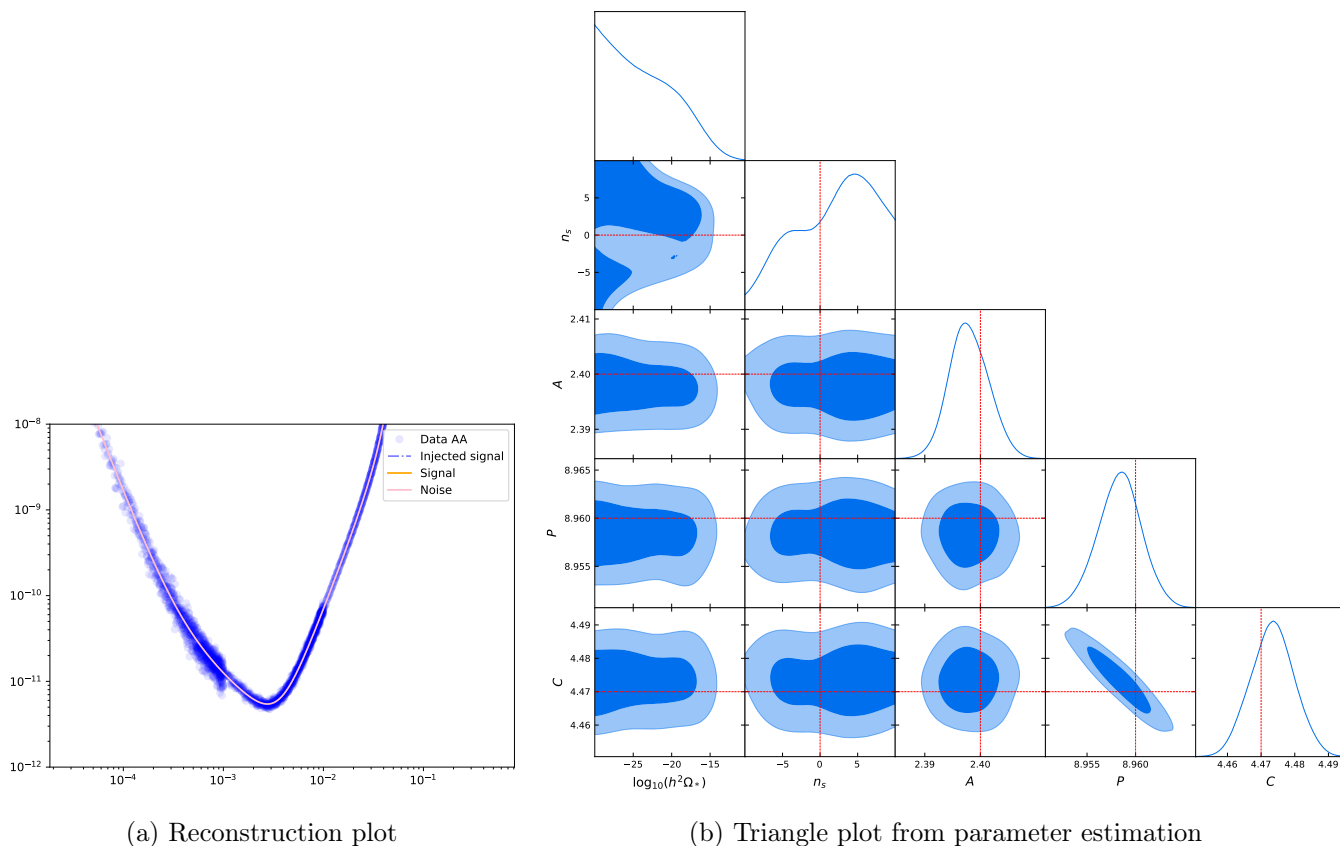 10⁻⁸
10⁻⁹
10⁻¹⁰
10⁻¹¹
10⁻¹²
10⁻⁴
10⁻³
10⁻²
10⁻¹
Data AA
Injected signal
Signal
Noise
(a) Reconstruction plot
n_s
5
0
−5
A
2.41
2.40
2.39
P
8.965
8.960
8.955
C
4.49
4.48
4.47
4.46
−25 −20 −15
log₁₀(h²Ω_*)
−5 0 5
n_s
2.39 2.40
A
8.955 8.960
P
4.46 4.47 4.48 4.49
C
(b) Triangle plot from parameter estimation